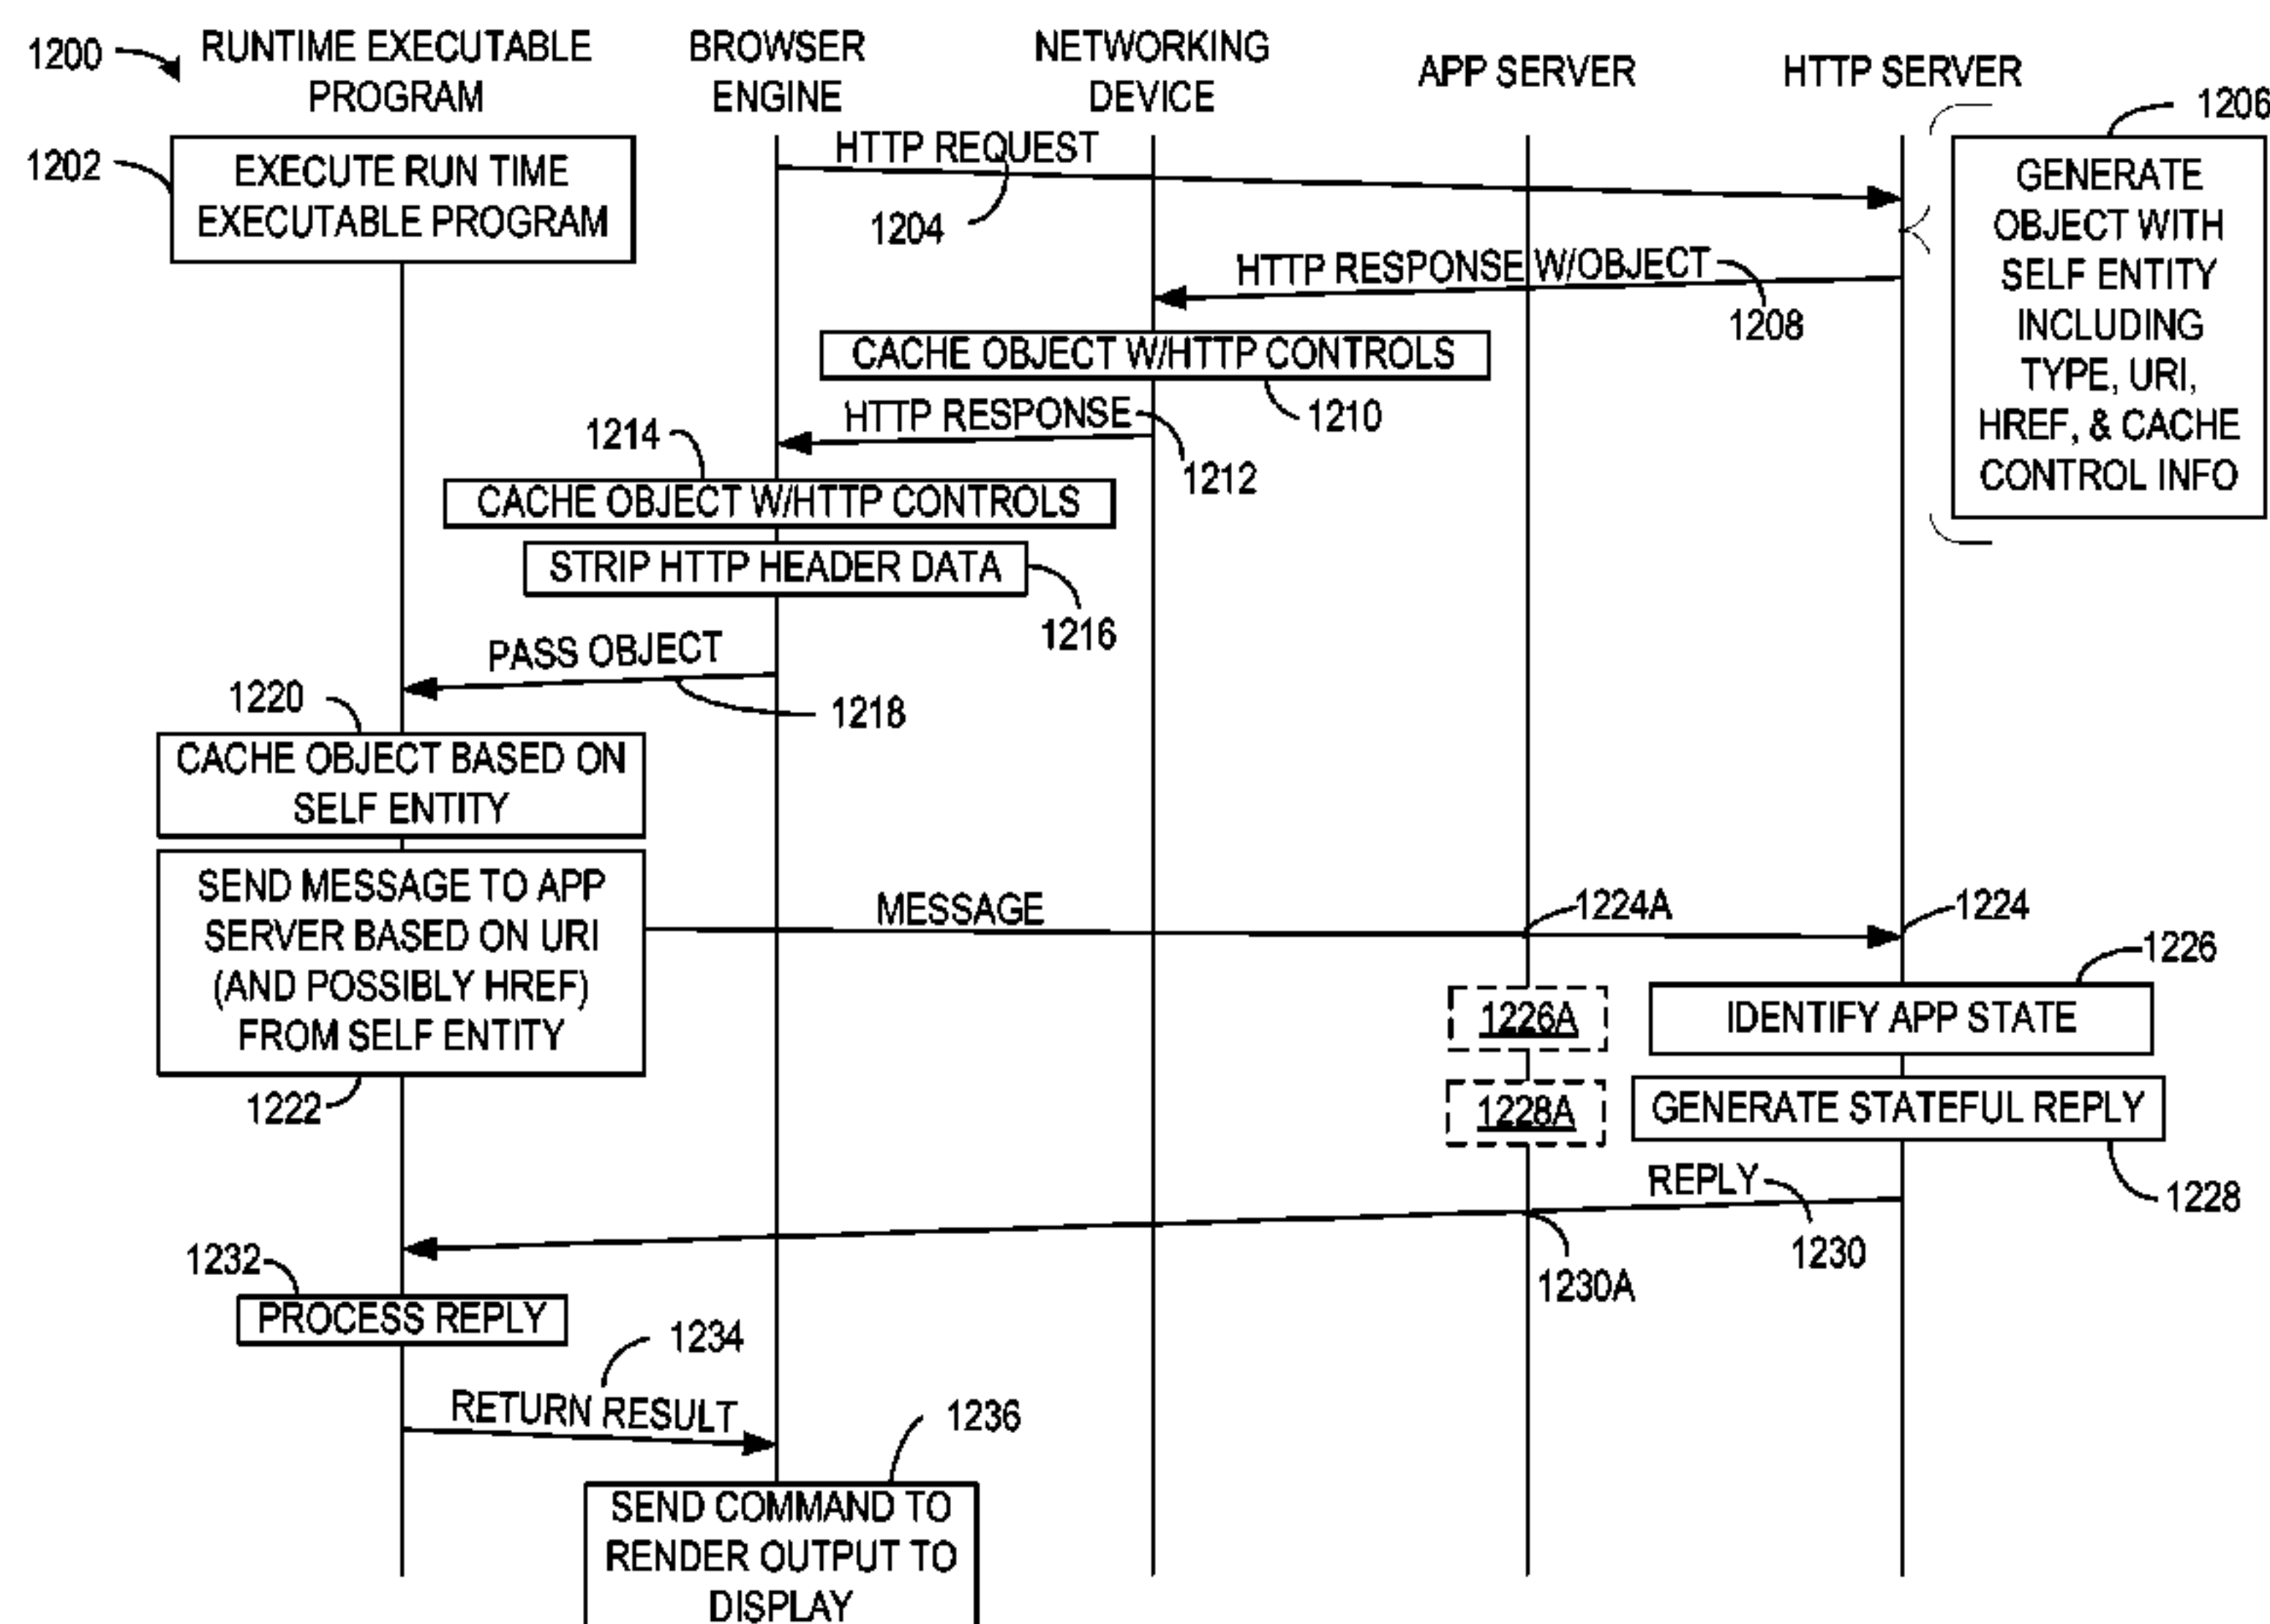 1200
RUNTIME EXECUTABLE
PROGRAM
BROWSER
ENGINE
NETWORKING
DEVICE
APP SERVER
HTTP SERVER
1202
EXECUTE RUN TIME
EXECUTABLE PROGRAM
HTTP REQUEST
1204
1206
GENERATE
OBJECT WITH
SELF ENTITY
INCLUDING
TYPE, URI,
HREF, & CACHE
CONTROL INFO
HTTP RESPONSE W/OBJECT
1208
CACHE OBJECT W/HTTP CONTROLS
1210
HTTP RESPONSE
1212
1214
CACHE OBJECT W/HTTP CONTROLS
STRIP HTTP HEADER DATA
1216
PASS OBJECT
1218
1220
CACHE OBJECT BASED ON
SELF ENTITY
SEND MESSAGE TO APP
SERVER BASED ON URI
(AND POSSIBLY HREF)
FROM SELF ENTITY
1222
MESSAGE
1224A
1224
1226
1226A
IDENTIFY APP STATE
1228A
GENERATE STATEFUL REPLY
1228
REPLY
1230
1230A
1232
PROCESS REPLY
1234
RETURN RESULT
1236
SEND COMMAND TO
RENDER OUTPUT TO
DISPLAY